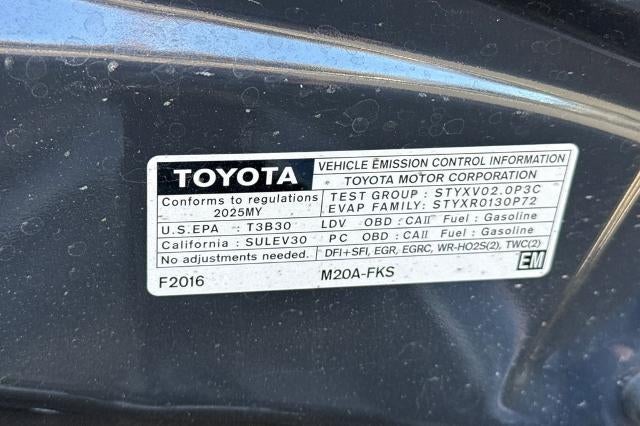 TOYOTA
VEHICLE EMISSION CONTROL INFORMATION
TOYOTA MOTOR CORPORATION
Conforms to regulations
2025MY
TEST GROUP : STYXV02.0P3C
EVAP FAMILY: STYXR0130P72
U.S.EPA : T3B30 LDV OBD : CAII Fuel : Gasoline
California : SULEV30 PC OBD : CAII Fuel : Gasoline
No adjustments needed. DFI+SFI, EGR, EGRC, WR-HO2S(2), TWC(2)
F2016 M20A-FKS EM